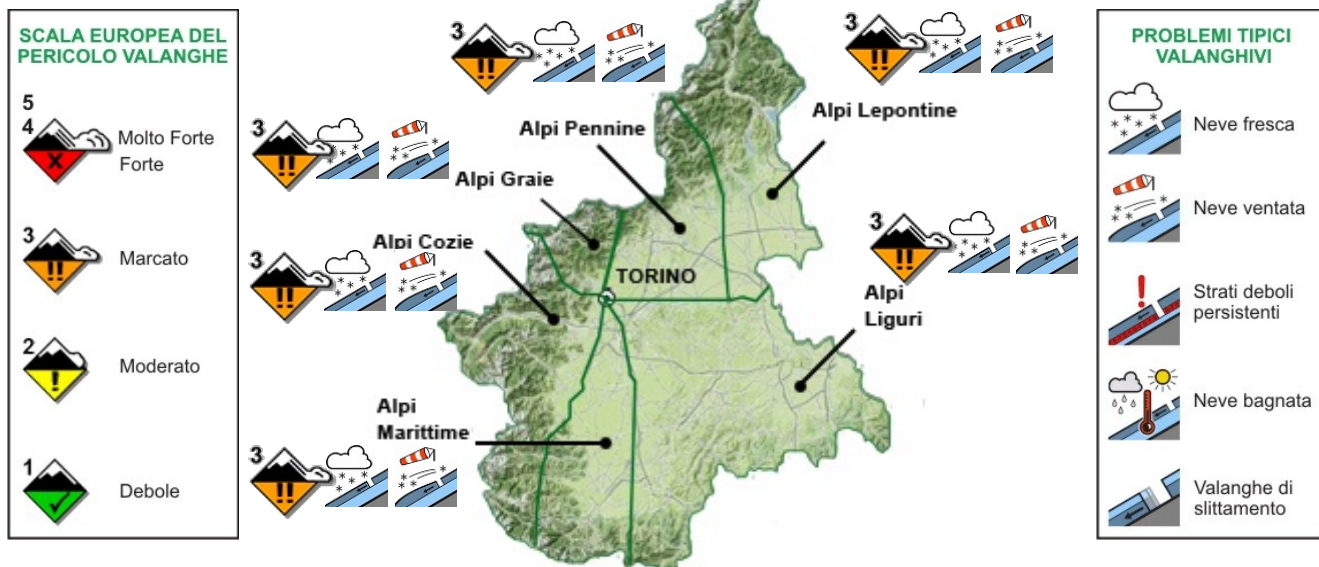 SCALA EUROPEA DEL
PERICOLO VALANGHE
5
4
Molto Forte
Forte
3
Marcato
2
Moderato
1
Debole
3
3
3
3
3
3
Alpi Pennine
Alpi Lepontine
Alpi Graie
Alpi Cozie
TORINO
Alpi
Liguri
Alpi
Marittime
PROBLEMI TIPICI
VALANGHIVI
Neve fresca
Neve ventata
Strati deboli
persistenti
Neve bagnata
Valanghe di
slittamento